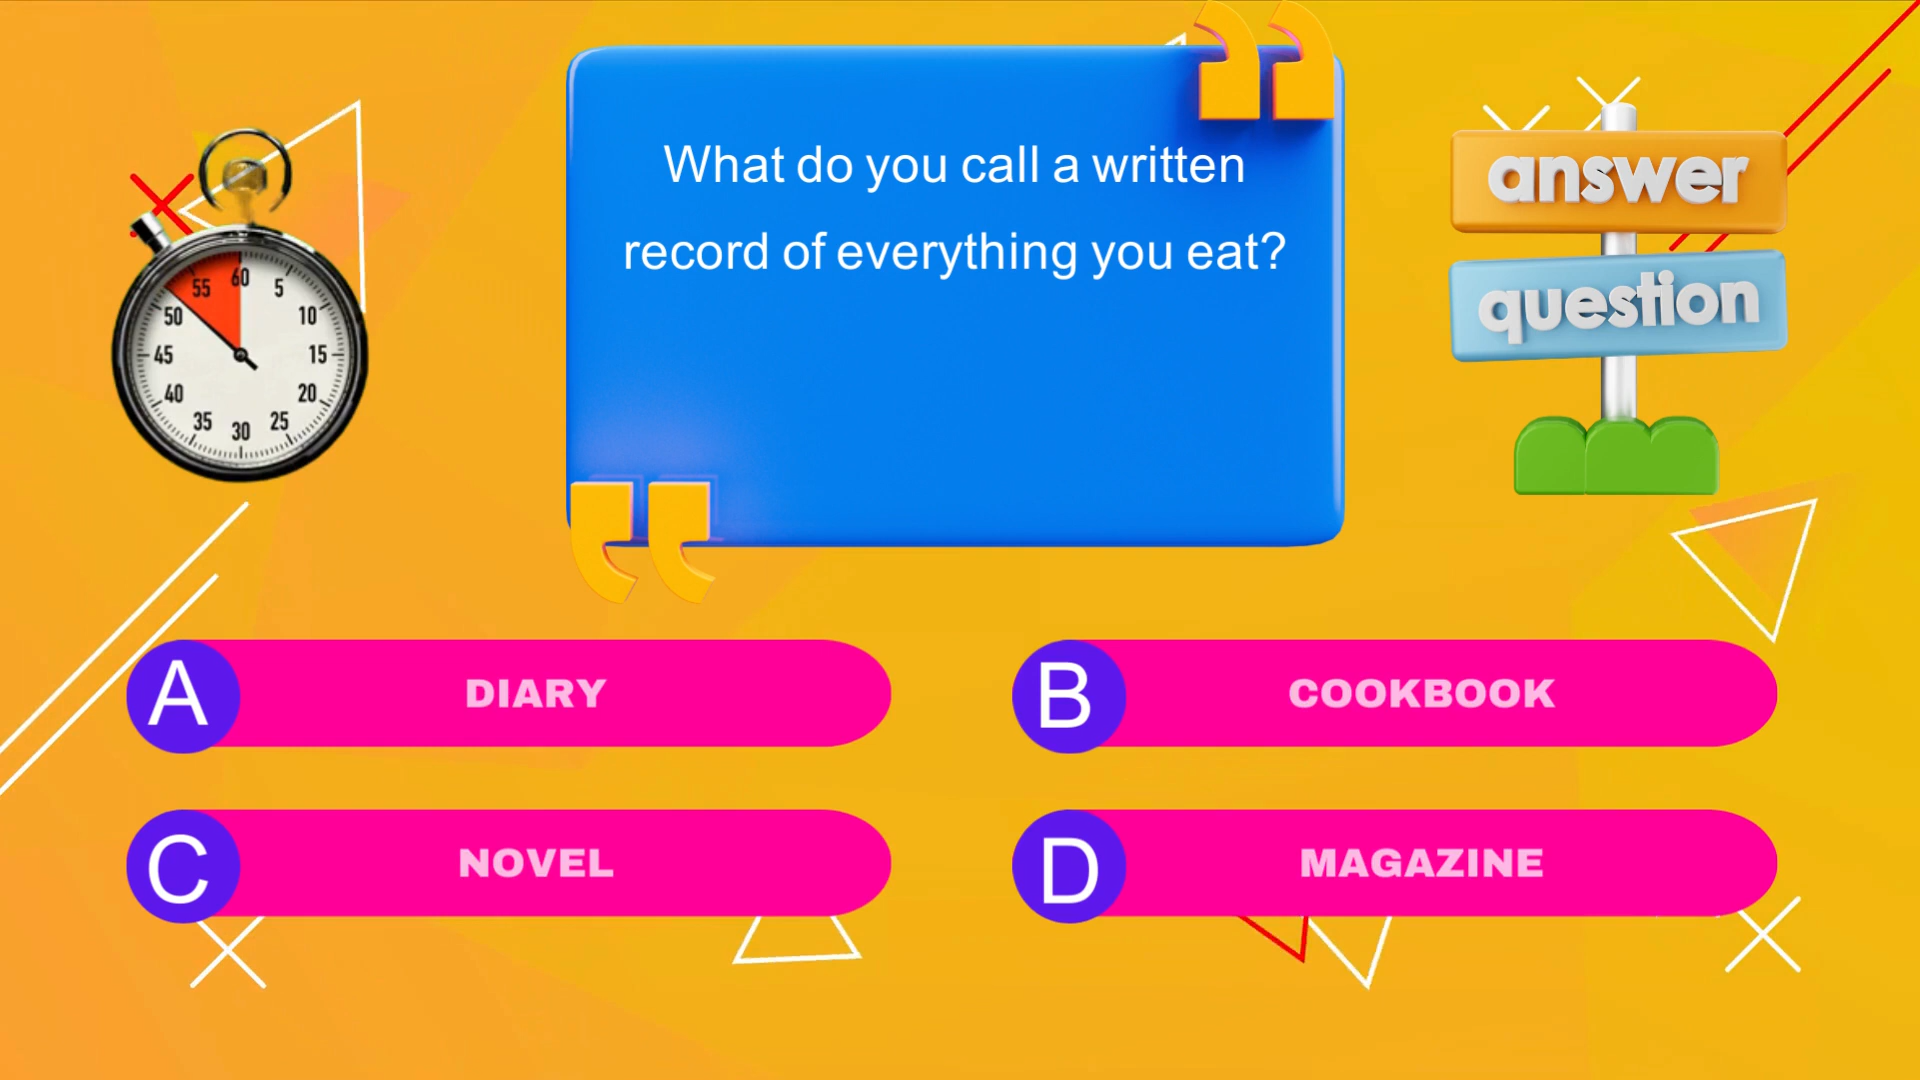 What do you call a written
record of everything you eat?
answer
question
60
5
10
15
20
25
30
35
40
45
50
55
A
DIARY
B
COOKBOOK
C
NOVEL
D
MAGAZINE